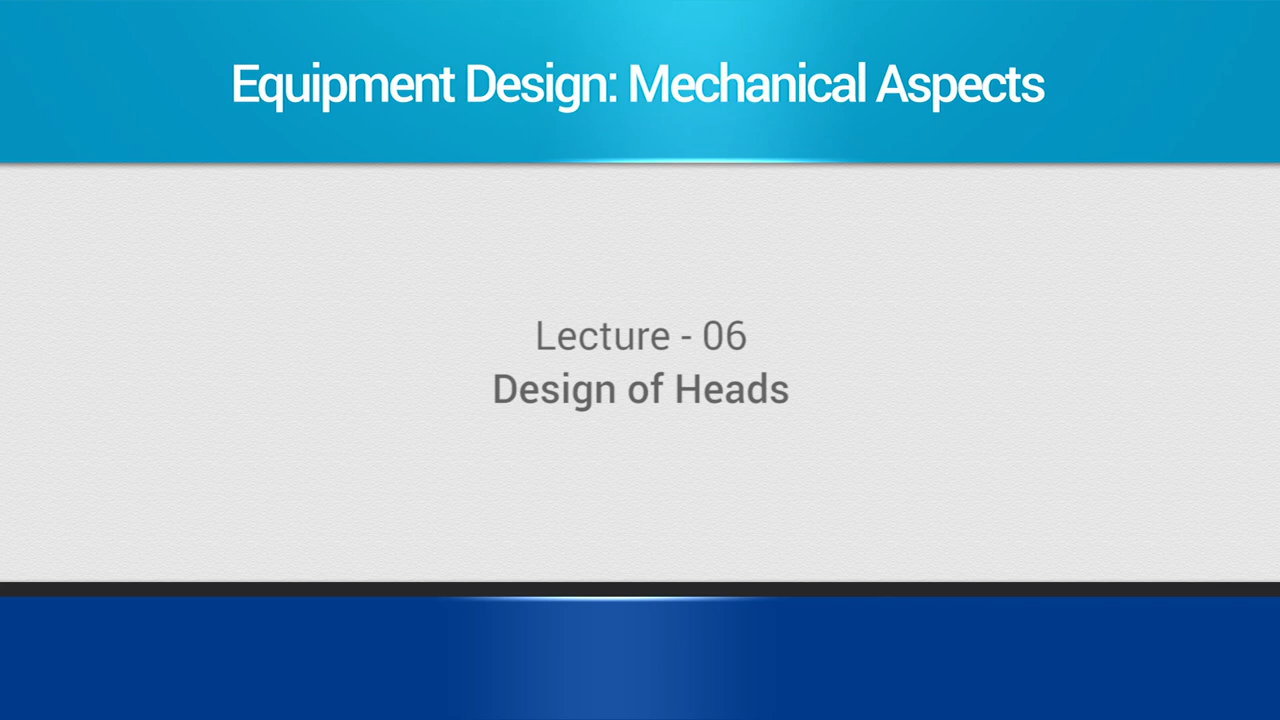 Equipment Design: Mechanical Aspects
Lecture - 06
Design of Heads